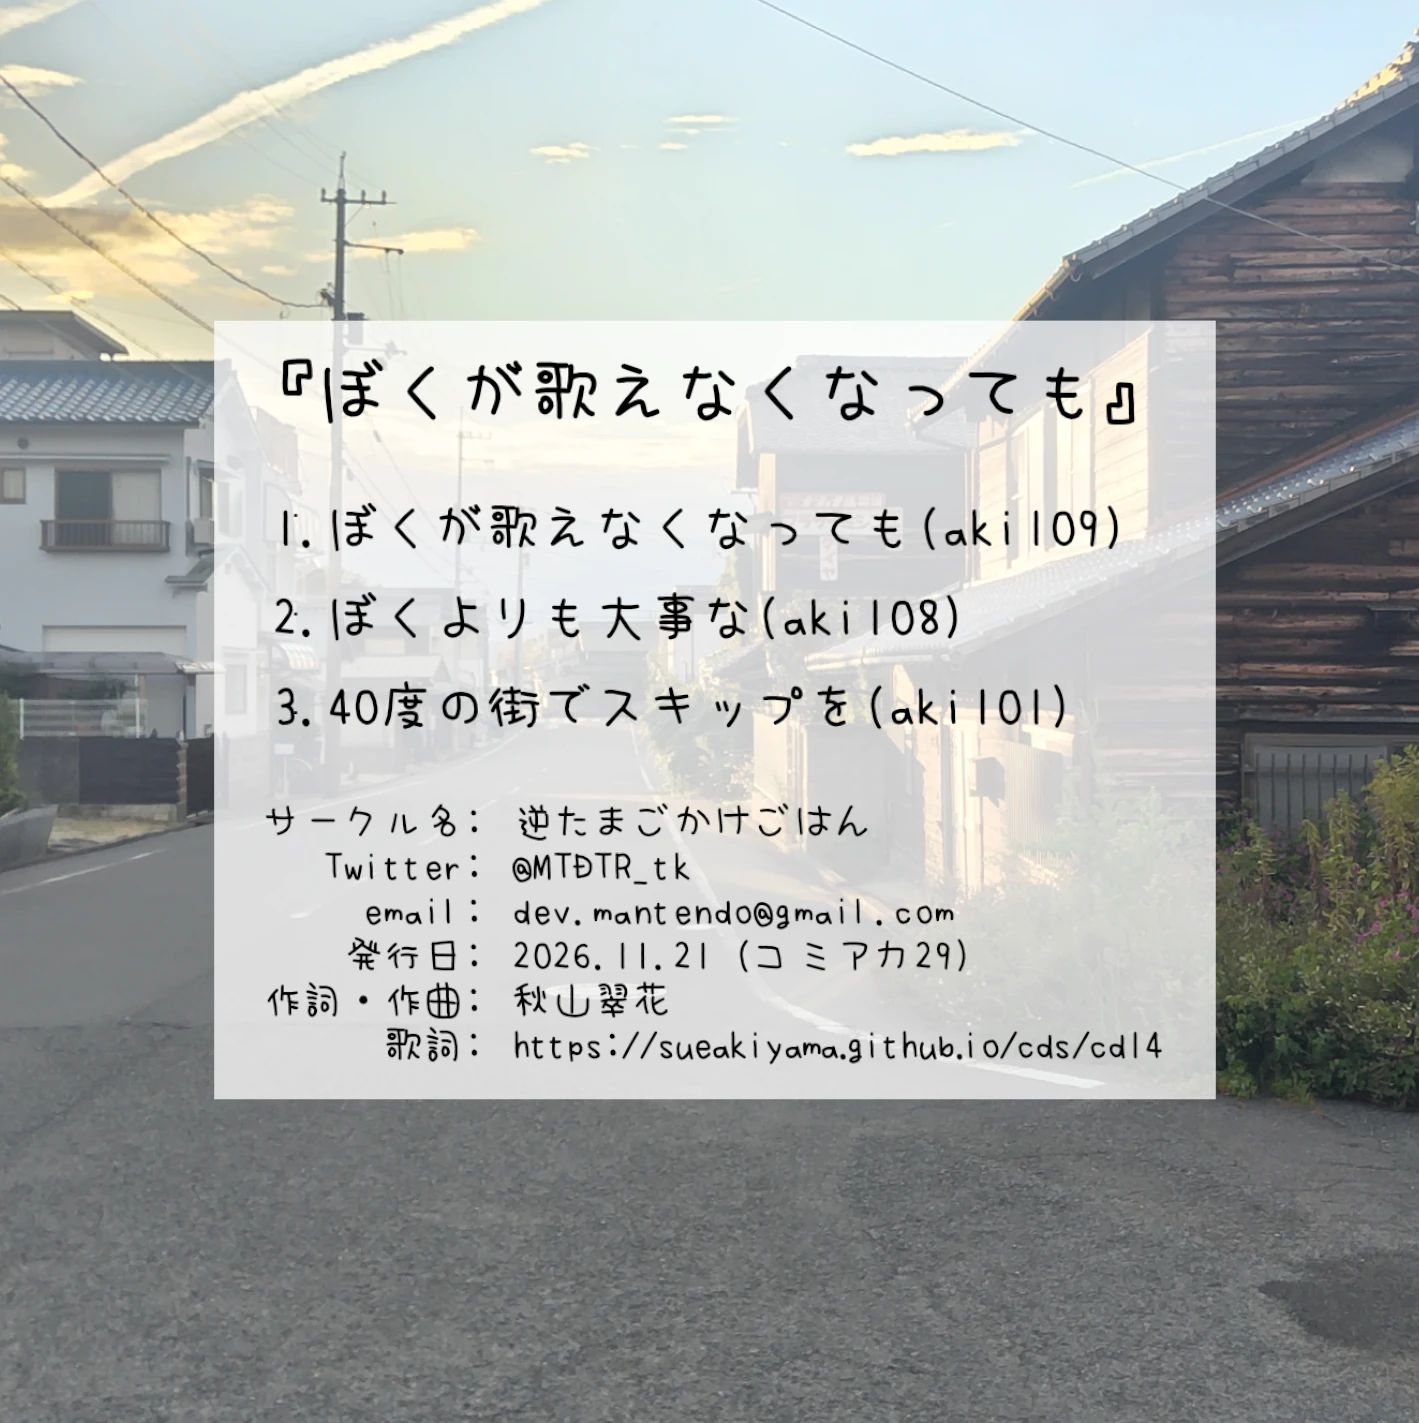 『ぼくが歌えなくなっても』
1. ぼくが歌えなくなっても(aki109)
2. ぼくよりも大事な(aki108)
3. 40度の街でスキップを(aki101)
サークル名: 逆たまごかけごはん
Twitter: @MTDTR_tk
email: dev.mantendo@gmail.com
発行日: 2026.11.21 (コミアカ29)
作詞・作曲: 秋山翠花
歌詞: https://sueakiyama.github.io/cds/cd14